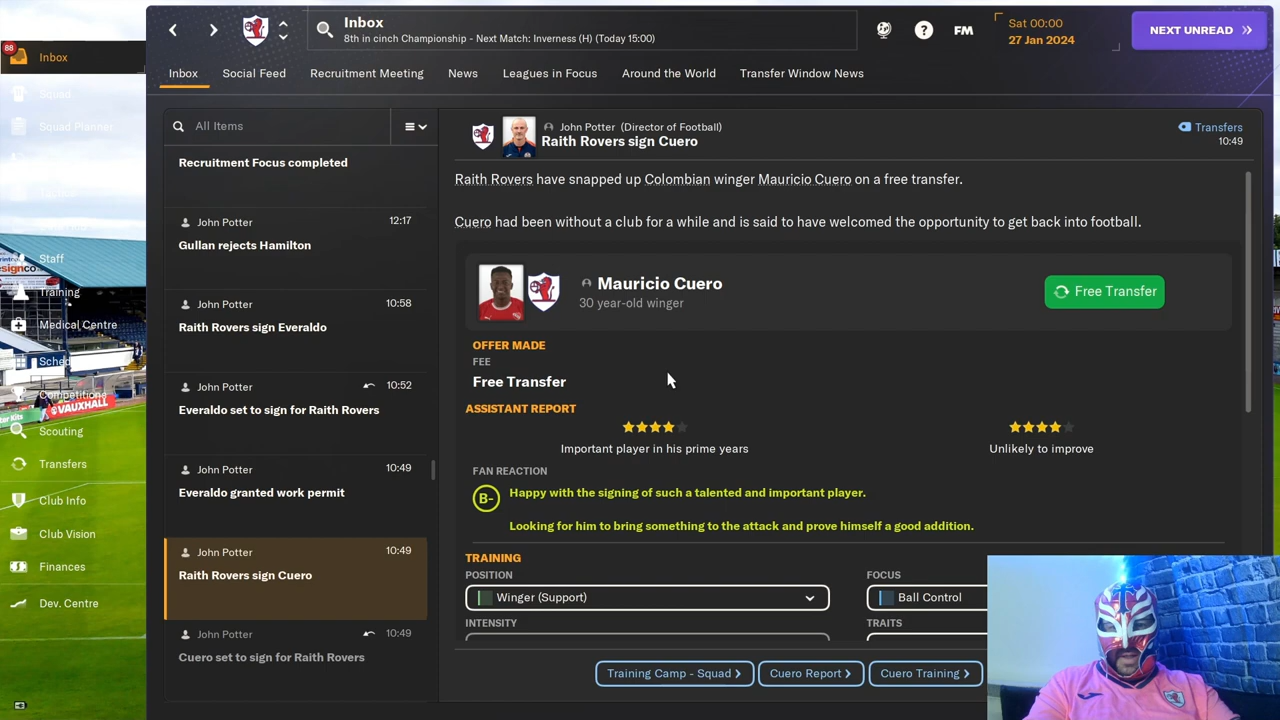 Inbox
8th in cinch Championship - Next Match: Inverness (H) (Today 15:00)
FM
Sat 00:00
27 Jan 2024
NEXT UNREAD
88
Inbox
Squad
Squad Planner
Staff
Training
Medical Centre
Sched
Competitions
Scouting
Transfers
Club Info
Club Vision
Finances
Dev. Centre
VAUXHALL
Inbox
Social Feed
Recruitment Meeting
News
Leagues in Focus
Around the World
Transfer Window News
All Items
Recruitment Focus completed
John Potter 12:17
Gullan rejects Hamilton
John Potter 10:58
Raith Rovers sign Everaldo
John Potter 10:52
Everaldo set to sign for Raith Rovers
John Potter 10:49
Everaldo granted work permit
John Potter 10:49
Raith Rovers sign Cuero
John Potter 10:49
Cuero set to sign for Raith Rovers
John Potter (Director of Football)
Raith Rovers sign Cuero
Transfers
10:49
Raith Rovers have snapped up Colombian winger Mauricio Cuero on a free transfer.
Cuero had been without a club for a while and is said to have welcomed the opportunity to get back into football.
Mauricio Cuero
30 year-old winger
Free Transfer
OFFER MADE
FEE
Free Transfer
ASSISTANT REPORT
Important player in his prime years
Unlikely to improve
FAN REACTION
B-
Happy with the signing of such a talented and important player.
Looking for him to bring something to the attack and prove himself a good addition.
TRAINING
POSITION
FOCUS
Winger (Support)
Ball Control
INTENSITY
TRAITS
Training Camp - Squad
Cuero Report
Cuero Training